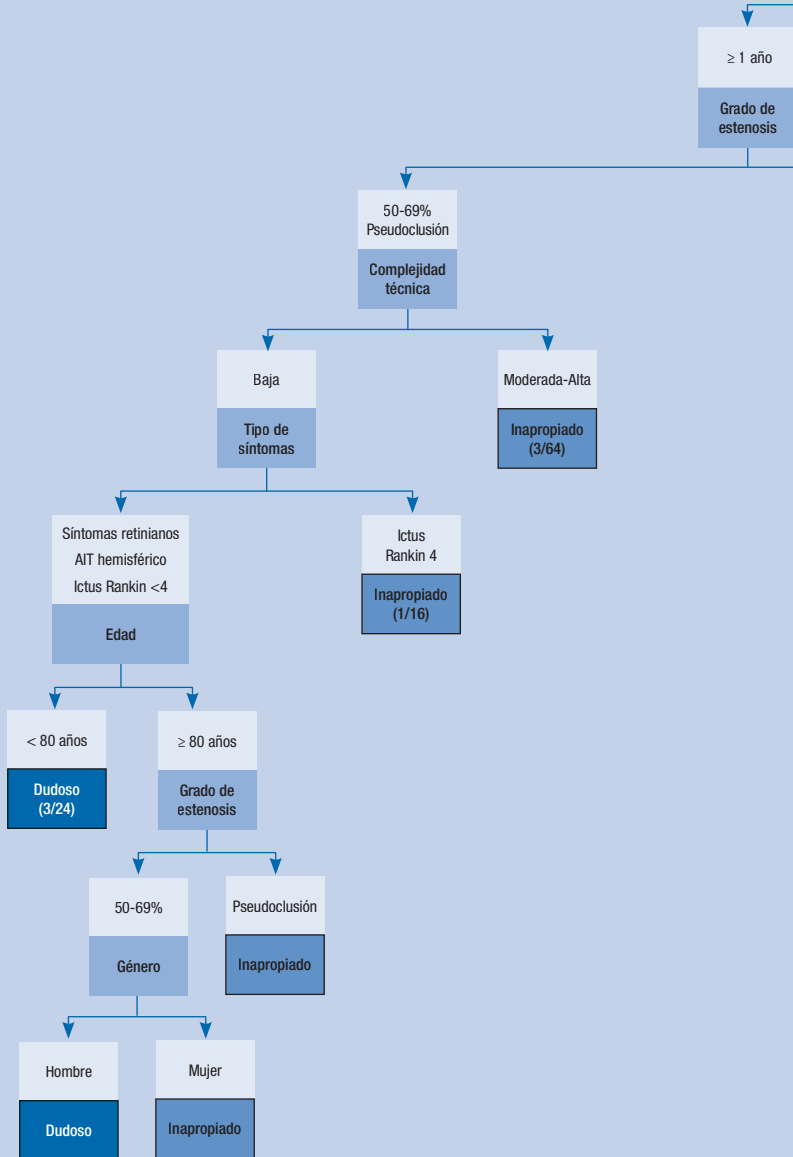 ≥ 1 año
Grado de
estenosis
50-69%
Pseudoclusión
Complejidad
técnica
Baja
Tipo de
síntomas
Moderada-Alta
Inapropiado
(3/64)
Síntomas retinianos
AIT hemisférico
Ictus Rankin <4
Edad
Ictus
Rankin 4
Inapropiado
(1/16)
< 80 años
Dudoso
(3/24)
≥ 80 años
Grado de
estenosis
50-69%
Género
Pseudoclusión
Inapropiado
Hombre
Dudoso
Mujer
Inapropiado